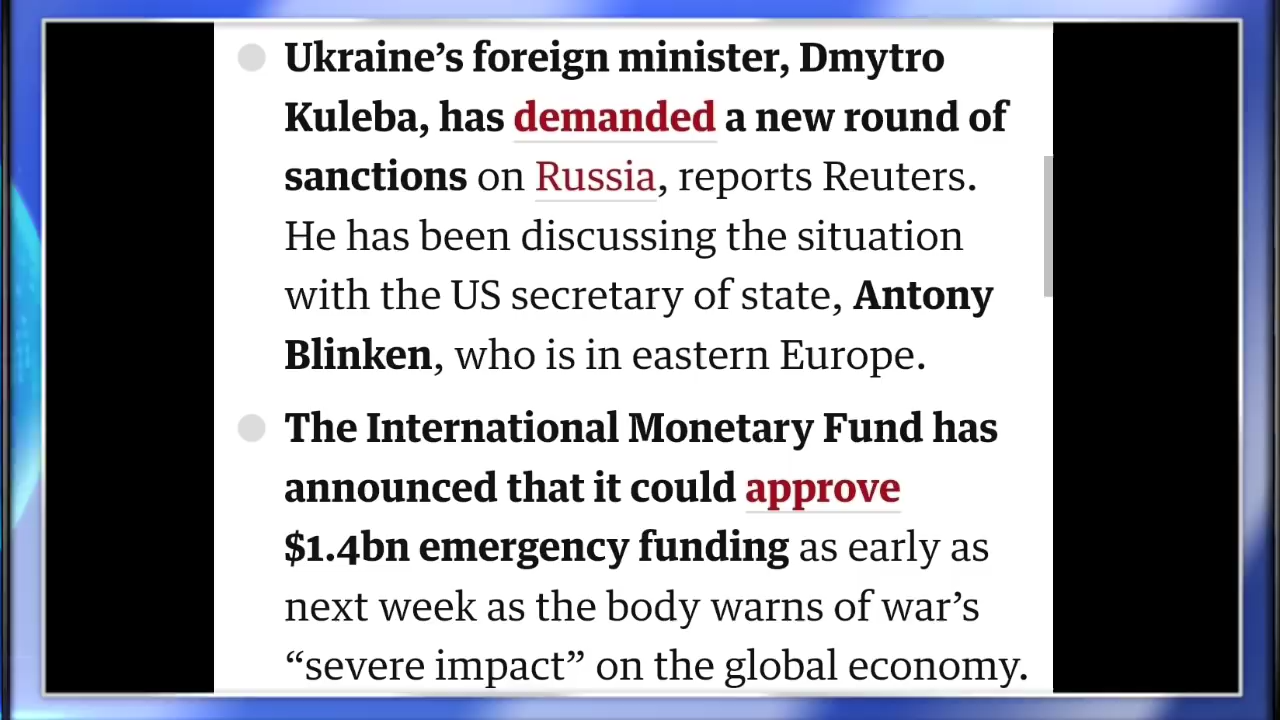 Ukraine’s foreign minister, Dmytro
Kuleba, has demanded a new round of
sanctions on Russia, reports Reuters.
He has been discussing the situation
with the US secretary of state, Antony
Blinken, who is in eastern Europe.
The International Monetary Fund has
announced that it could approve
$1.4bn emergency funding as early as
next week as the body warns of war’s
“severe impact” on the global economy.